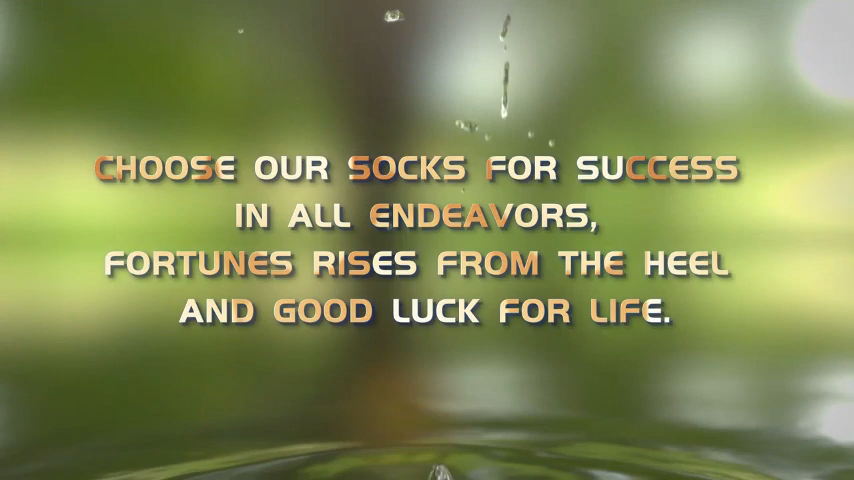 CHOOSE OUR SOCKS FOR SUCCESS
IN ALL ENDEAVORS,
FORTUNES RISES FROM THE HEEL
AND GOOD LUCK FOR LIFE.